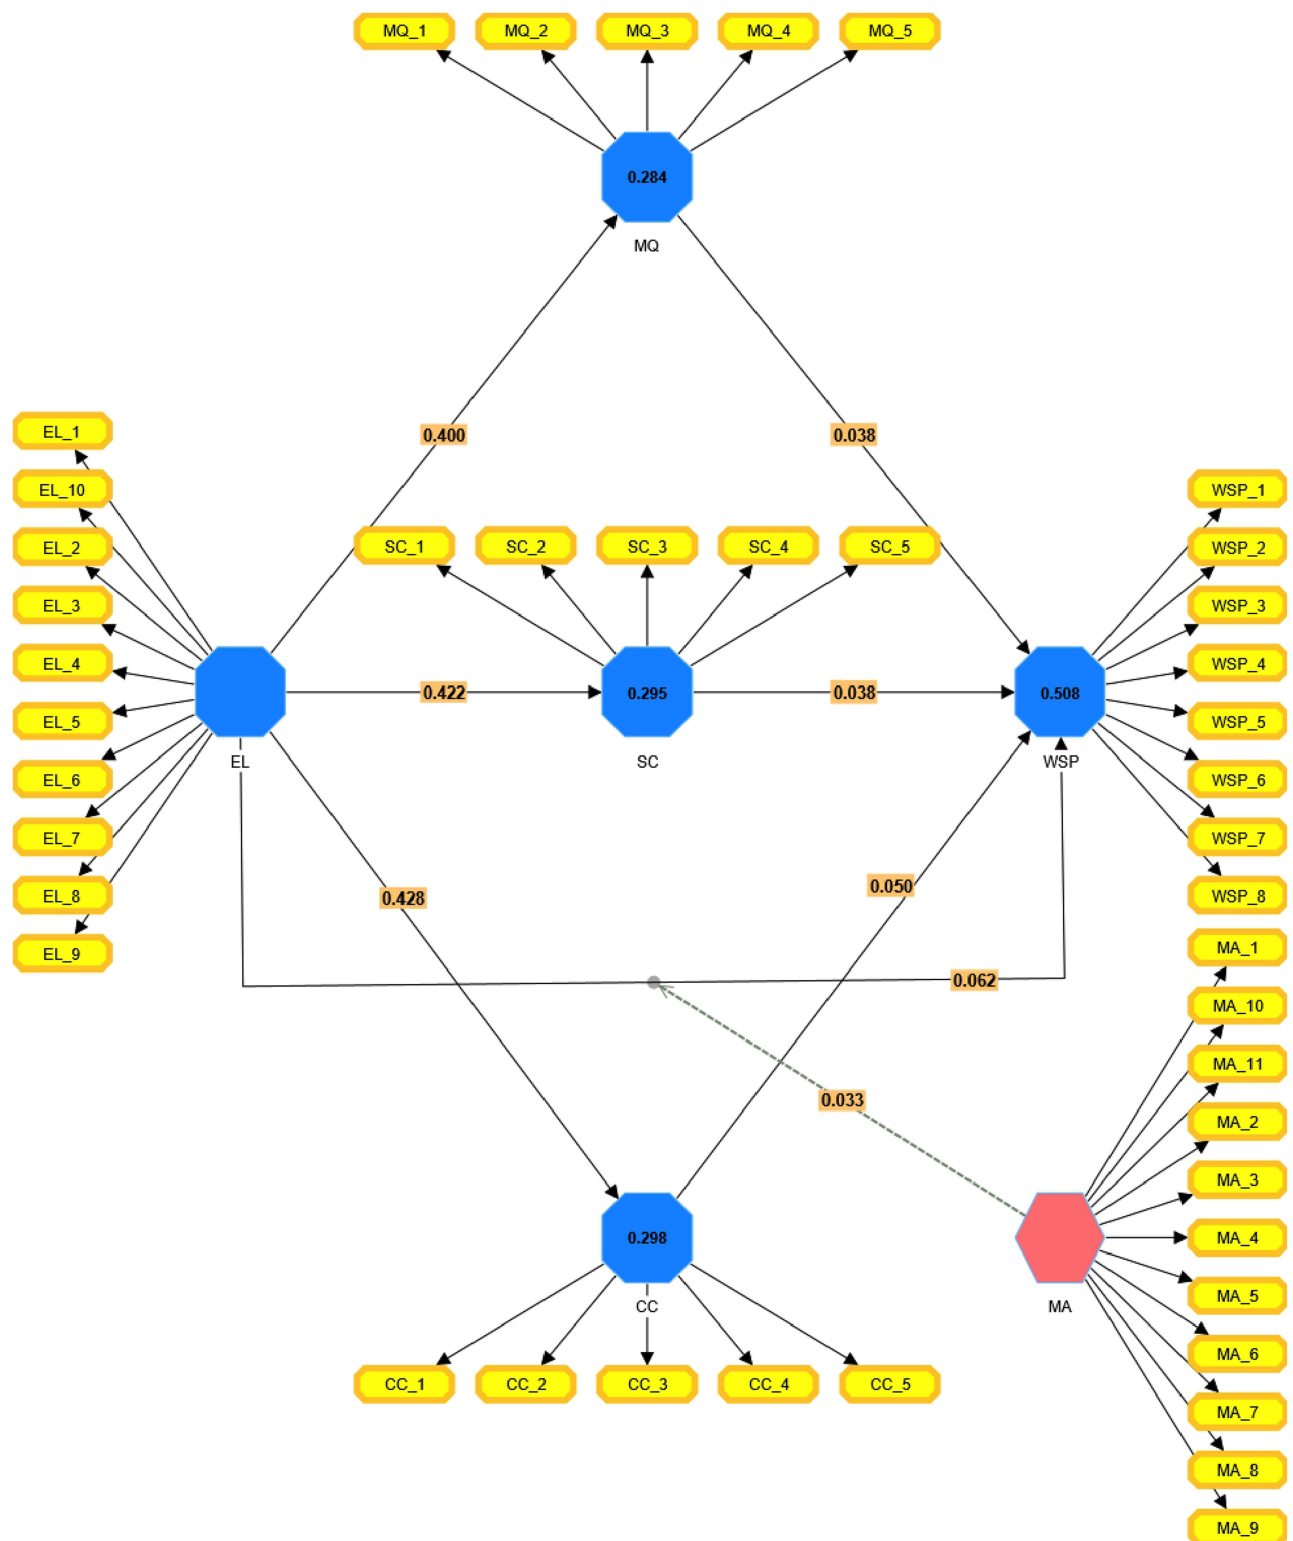 MQ_1 MQ_2 MQ_3 MQ_4 MQ_5
0.284
MQ
0.400 0.038
EL_1
EL_10
EL_2
EL_3
EL_4
EL_5
EL_6
EL_7
EL_8
EL_9
EL
SC_1 SC_2 SC_3 SC_4 SC_5
0.422 0.295 0.038 0.508
SC
WSP
WSP_1
WSP_2
WSP_3
WSP_4
WSP_5
WSP_6
WSP_7
WSP_8
0.428 0.050
0.062
0.033
MA_1
MA_10
MA_11
MA_2
MA_3
MA_4
MA_5
MA_6
MA_7
MA_8
MA_9
MA
0.298
CC
CC_1 CC_2 CC_3 CC_4 CC_5